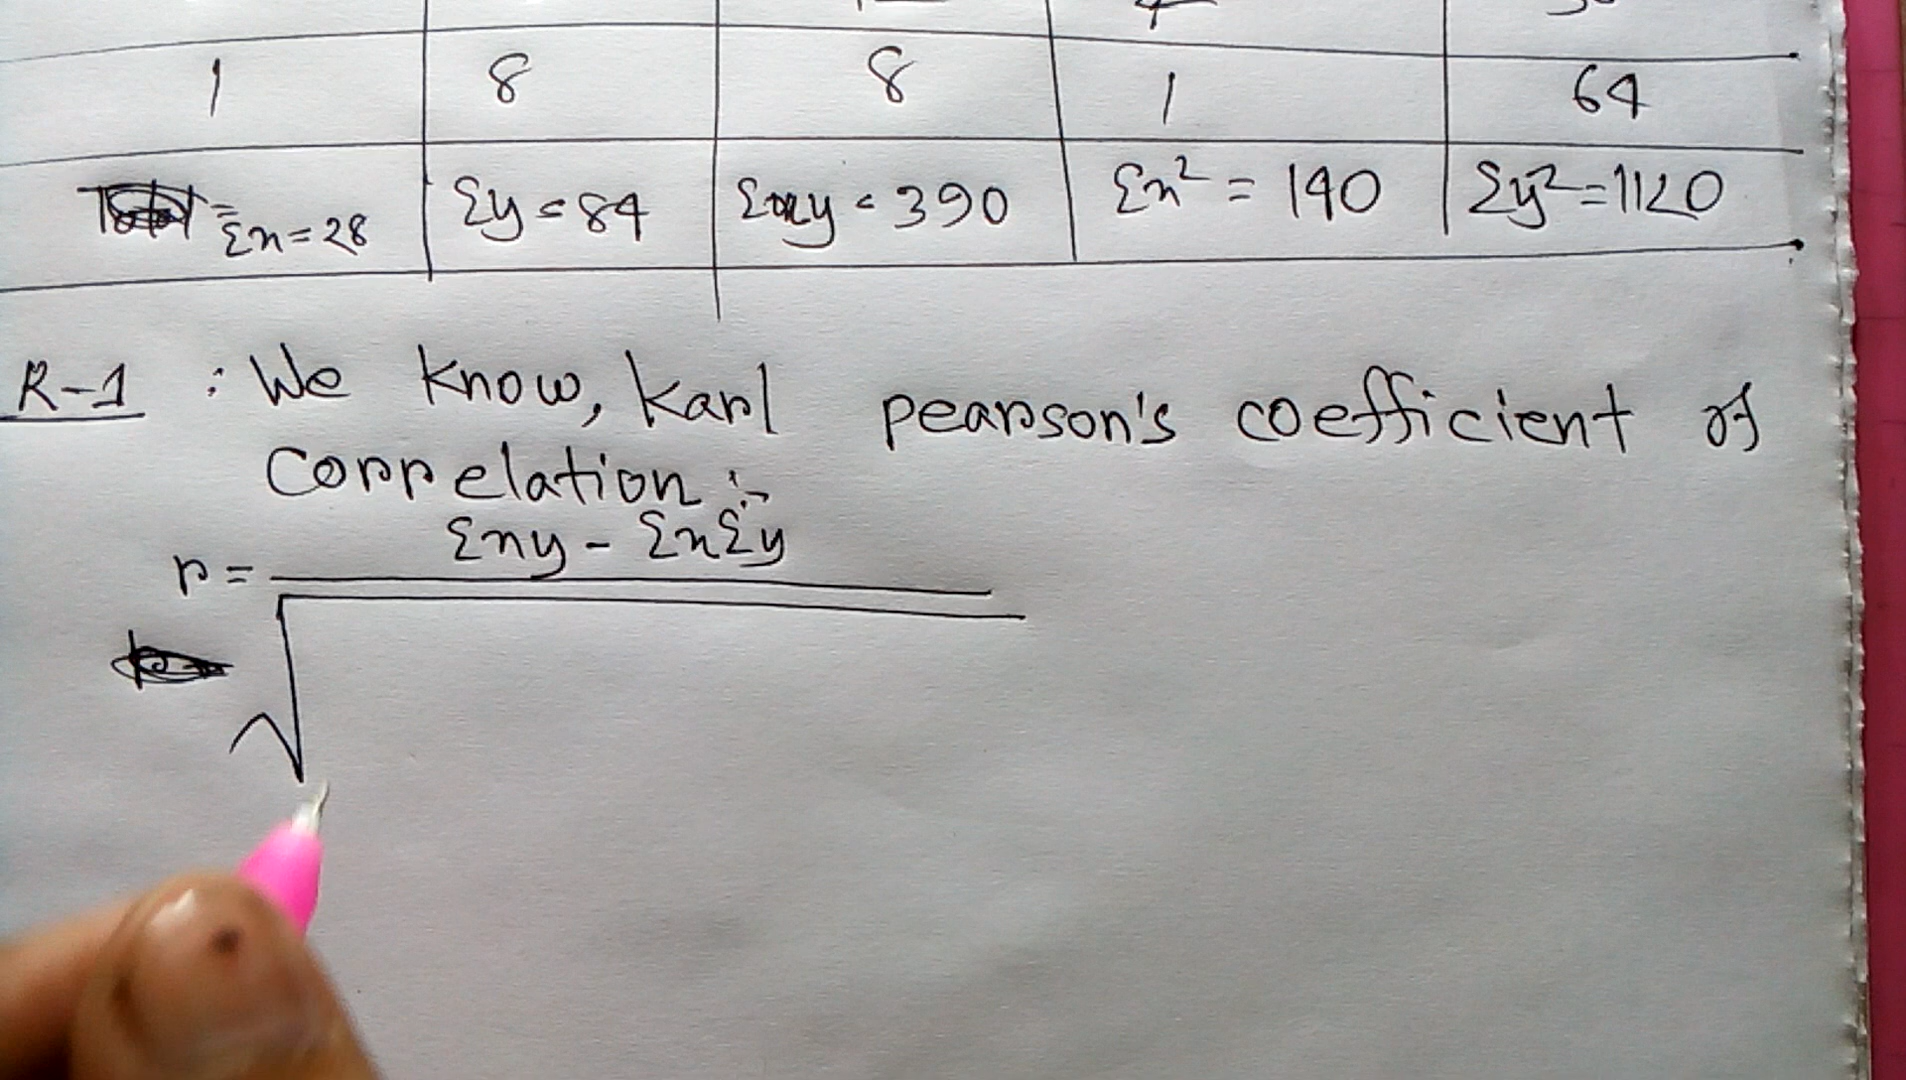 1 8 8 1 64
Σx=28 Σy=84 Σxy=390 Σx²=140 Σy²=1120
R-1 : We know, Karl pearson's coefficient of
correlation :-
Σxy - ΣxΣy
r=